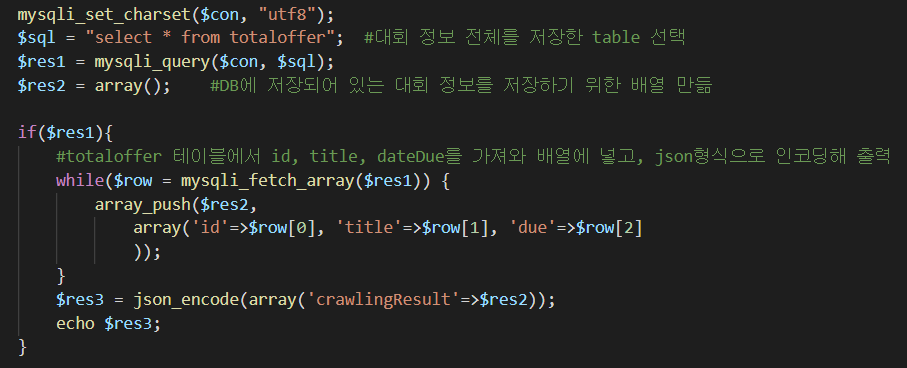 mysqli_set_charset($con, "utf8");
$sql = "select * from totaloffer";  #대회 정보 전체를 저장한 table 선택
$res1 = mysqli_query($con, $sql);
$res2 = array();    #DB에 저장되어 있는 대회 정보를 저장하기 위한 배열 만듦
if($res1){
    #totaloffer 테이블에서 id, title, dateDue를 가져와 배열에 넣고, json형식으로 인코딩해 출력
    while($row = mysqli_fetch_array($res1)) {
        array_push($res2,
            array('id'=>$row[0], 'title'=>$row[1], 'due'=>$row[2]
            ));
    }
    $res3 = json_encode(array('crawlingResult'=>$res2));
    echo $res3;
}